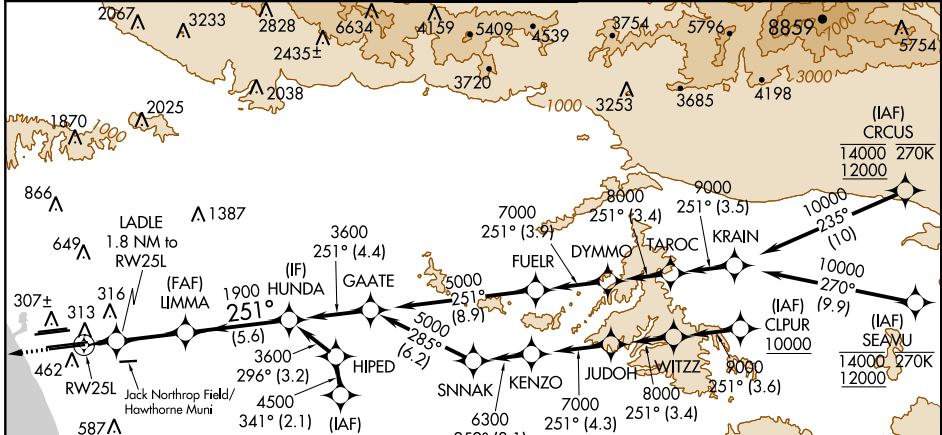 2067
3233
2828
2435±
6634
4159
5409
4539
3754
5796
8859
7000
5754
3720
3000
2038
1000
3253
3685
4198
2025
1870
1000
(IAF)
CRCUS
14000 270K
12000
866
1387
649
LADLE
1.8 NM to
RW25L
3600
251° (4.4)
7000
251° (3.9)
8000
251° (3.4)
9000
251° (3.5)
10000
235°
(10)
KRAIN
TAROC
DYMMO
FUELR
GAATE
(IF)
HUNDA
(FAF)
LIMMA
1900
251°
(5.6)
5000
251°
(8.9)
10000
270°
(9.9)
307±
313
316
462
RW25L
Jack Northrop Field/
Hawthorne Muni
587
3600
296° (3.2)
HIPED
4500
341° (2.1)
(IAF)
5000
285°
(6.2)
SNNAK
KENZO
JUDOH
WITZZ
(IAF)
CLPUR
10000
(IAF)
SEAVU
14000 270K
12000
6300
7000
251° (4.3)
8000
251° (3.4)
9000
251° (3.6)